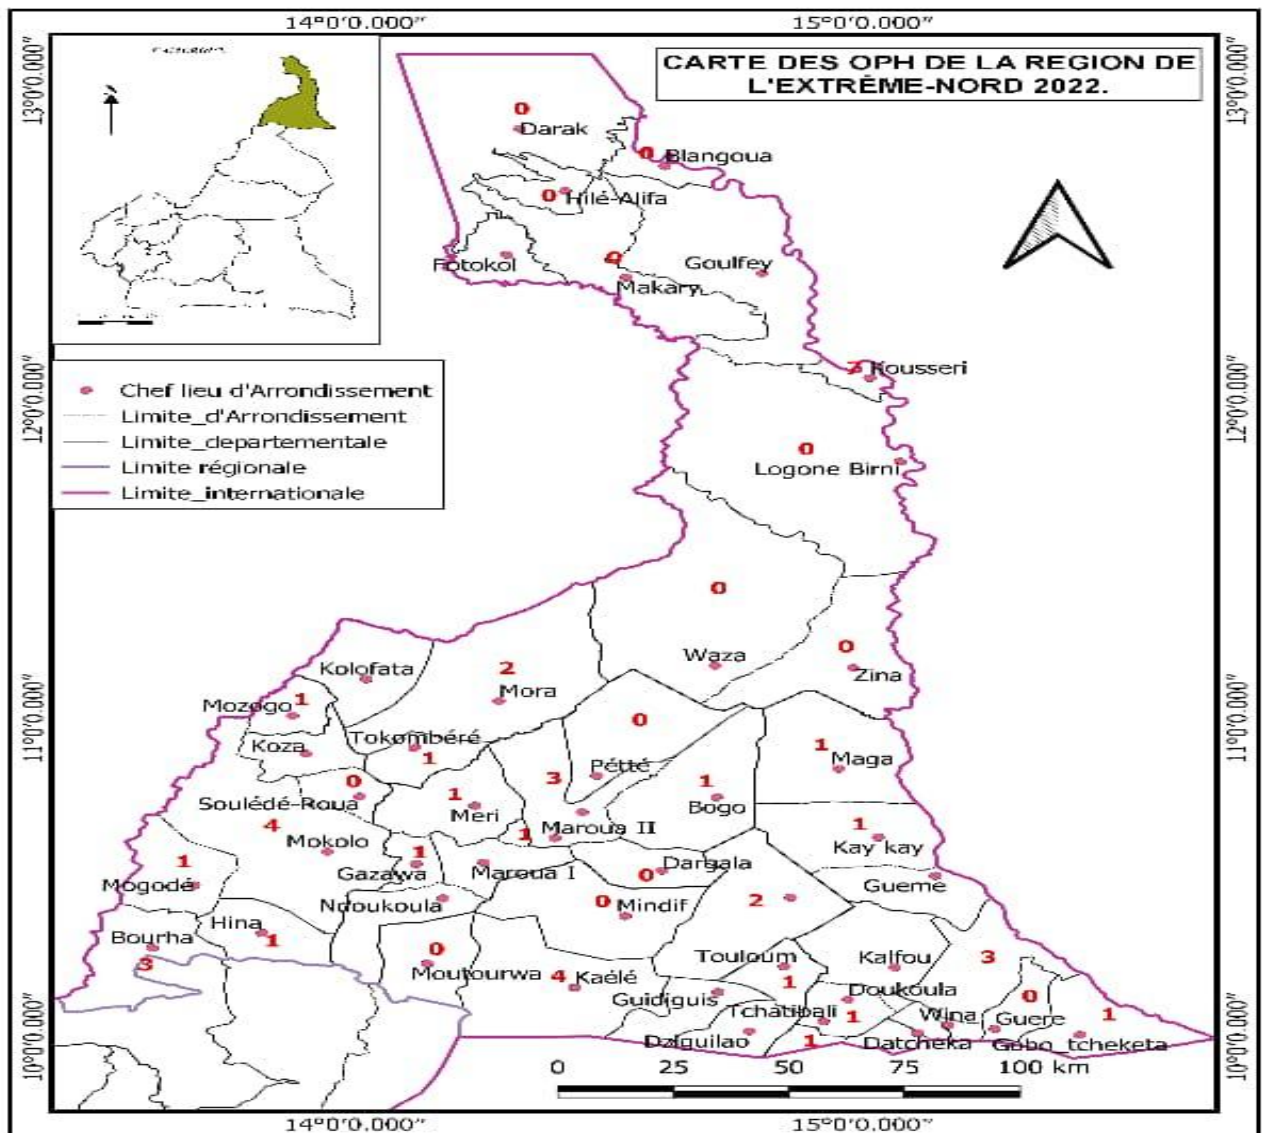 14°0'0.000" 15°0'0.000"
CARTE DES OPH DE LA REGION DE
L'EXTRÊME-NORD 2022.
13°0'0.000" 13°0'0.000"
0
Darak
0 Blangoua
0 Hilé-Alifa
Fotokol
Goulfey
Makary
Kousseri
12°0'0.000" 12°0'0.000"
Chef lieu d'Arrondissement
Limite_d'Arrondissement
Limite_departementale
Limite régionale
Limite_internationale
0
Logone Birni
0
Waza
0
Zina
Kolofata
2
Mora
1
Mozogo
11°0'0.000" 11°0'0.000"
0
Koza
Tokombéré
1
1
Maga
Pétté
3
0
Soulédé-Roua
1
Meri
1
Bogo
4
Mokolo
1
Maroua II
1
Kay kay
1
Mogodé
1
Gazawa
Maroua I
0
Dargala
Gueme
Ndoukoula
0
Mindif
2
Hina
1
Bourha
3
0
Moutourwa
4 Kaélé
Touloum
1
Kalfou
3
Guidiguis
Doukoula
0
Tchatibali
1
Wina
Guere
1
Dziguilao
1
Datcheka
Gobo_tcheketa
10°0'0.000" 10°0'0.000"
0 25 50 75 100 km
14°0'0.000" 15°0'0.000"